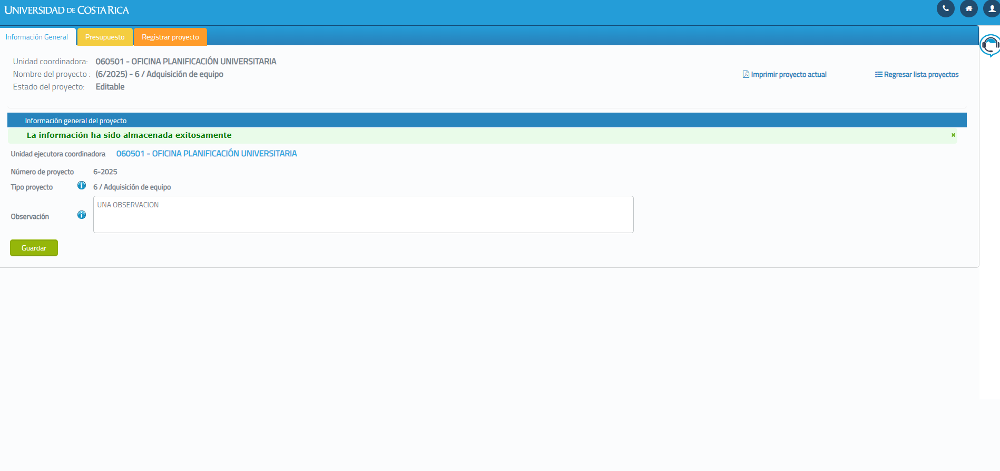 UNIVERSIDAD DE COSTA RICA
Información General
Presupuesto
Registrar proyecto
Unidad coordinadora: 060501 - OFICINA PLANIFICACIÓN UNIVERSITARIA
Nombre del proyecto : (6/2025) - 6 / Adquisición de equipo
Imprimir proyecto actual
Regresar lista proyectos
Estado del proyecto: Editable
Información general del proyecto
La información ha sido almacenada exitosamente
Unidad ejecutora coordinadora 060501 - OFICINA PLANIFICACIÓN UNIVERSITARIA
Número de proyecto 6-2025
Tipo proyecto 6 / Adquisición de equipo
Observación UNA OBSERVACION
Guardar